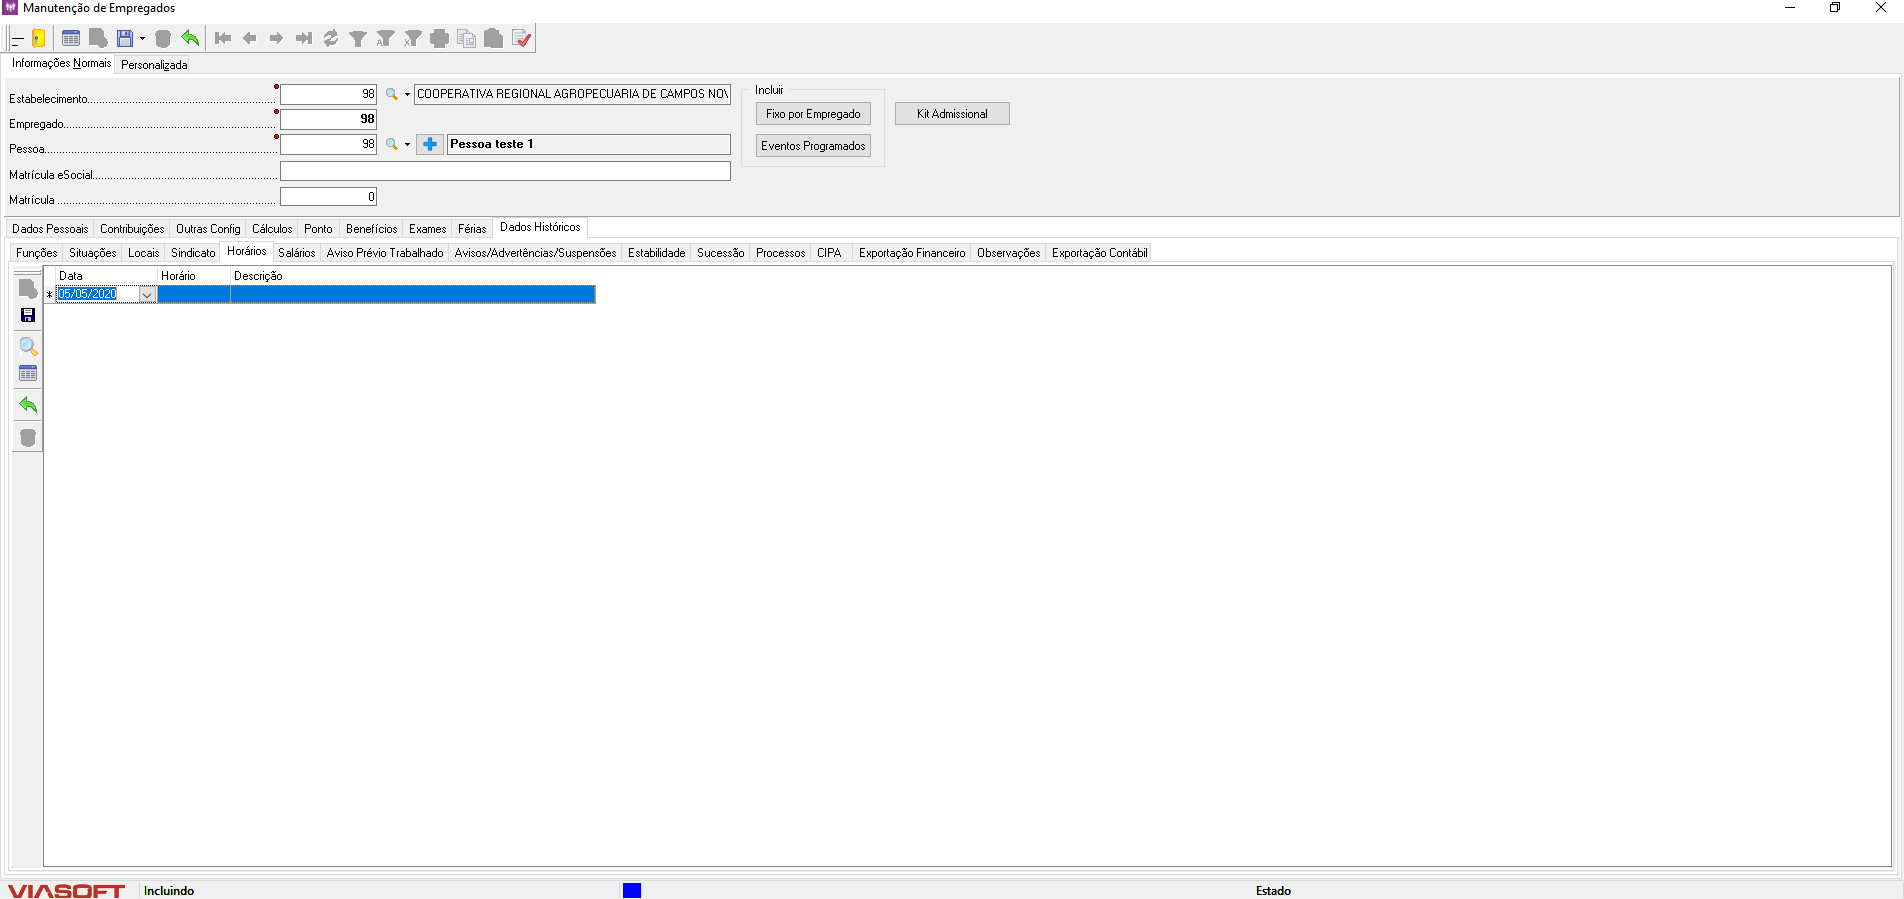 Manutenção de Empregados
Informações Normais Personalizada
Estabelecimento 98 COOPERATIVA REGIONAL AGROPECUARIA DE CAMPOS NOV
Empregado 98
Pessoa 98 Pessoa teste 1
Matrícula eSocial
Matrícula 0
Incluir
Fixo por Empregado
Eventos Programados
Kit Admissional
Dados Pessoais Contribuições Outras Config Cálculos Ponto Benefícios Exames Férias Dados Históricos
Funções Situações Locais Sindicato Horários Salários Aviso Prévio Trabalhado Avisos/Advertências/Suspensões Estabilidade Sucessão Processos CIPA Exportação Financeiro Observações Exportação Contábil
Data Horário Descrição
* 05/05/2020
VIASOFT Incluindo Estado